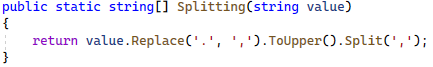 public static string[] Splitting(string value)
{
    return value.Replace('.', ',').ToUpper().Split(',');
}